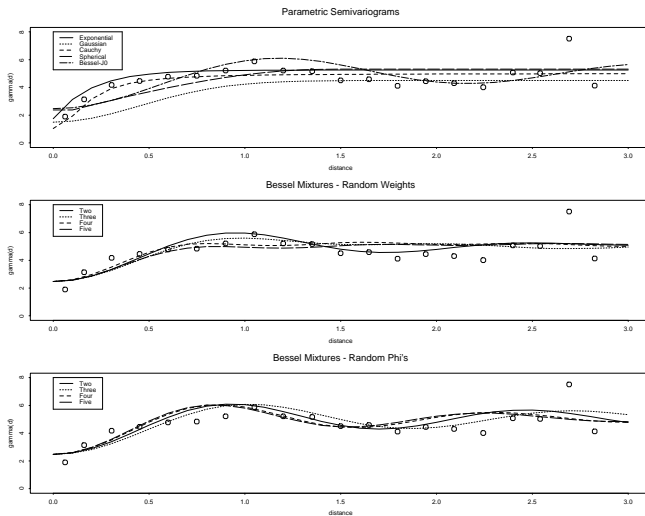 Parametric Semivariograms
Exponential
Gaussian
Cauchy
Spherical
Bessel-J0
gamma(d)
0 2 4 6 8
0.0 0.5 1.0 1.5 2.0 2.5 3.0
distance
Bessel Mixtures - Random Weights
Two
Three
Four
Five
gamma(d)
0 2 4 6 8
0.0 0.5 1.0 1.5 2.0 2.5 3.0
distance
Bessel Mixtures - Random Phi's
Two
Three
Four
Five
gamma(d)
0 2 4 6 8
0.0 0.5 1.0 1.5 2.0 2.5 3.0
distance